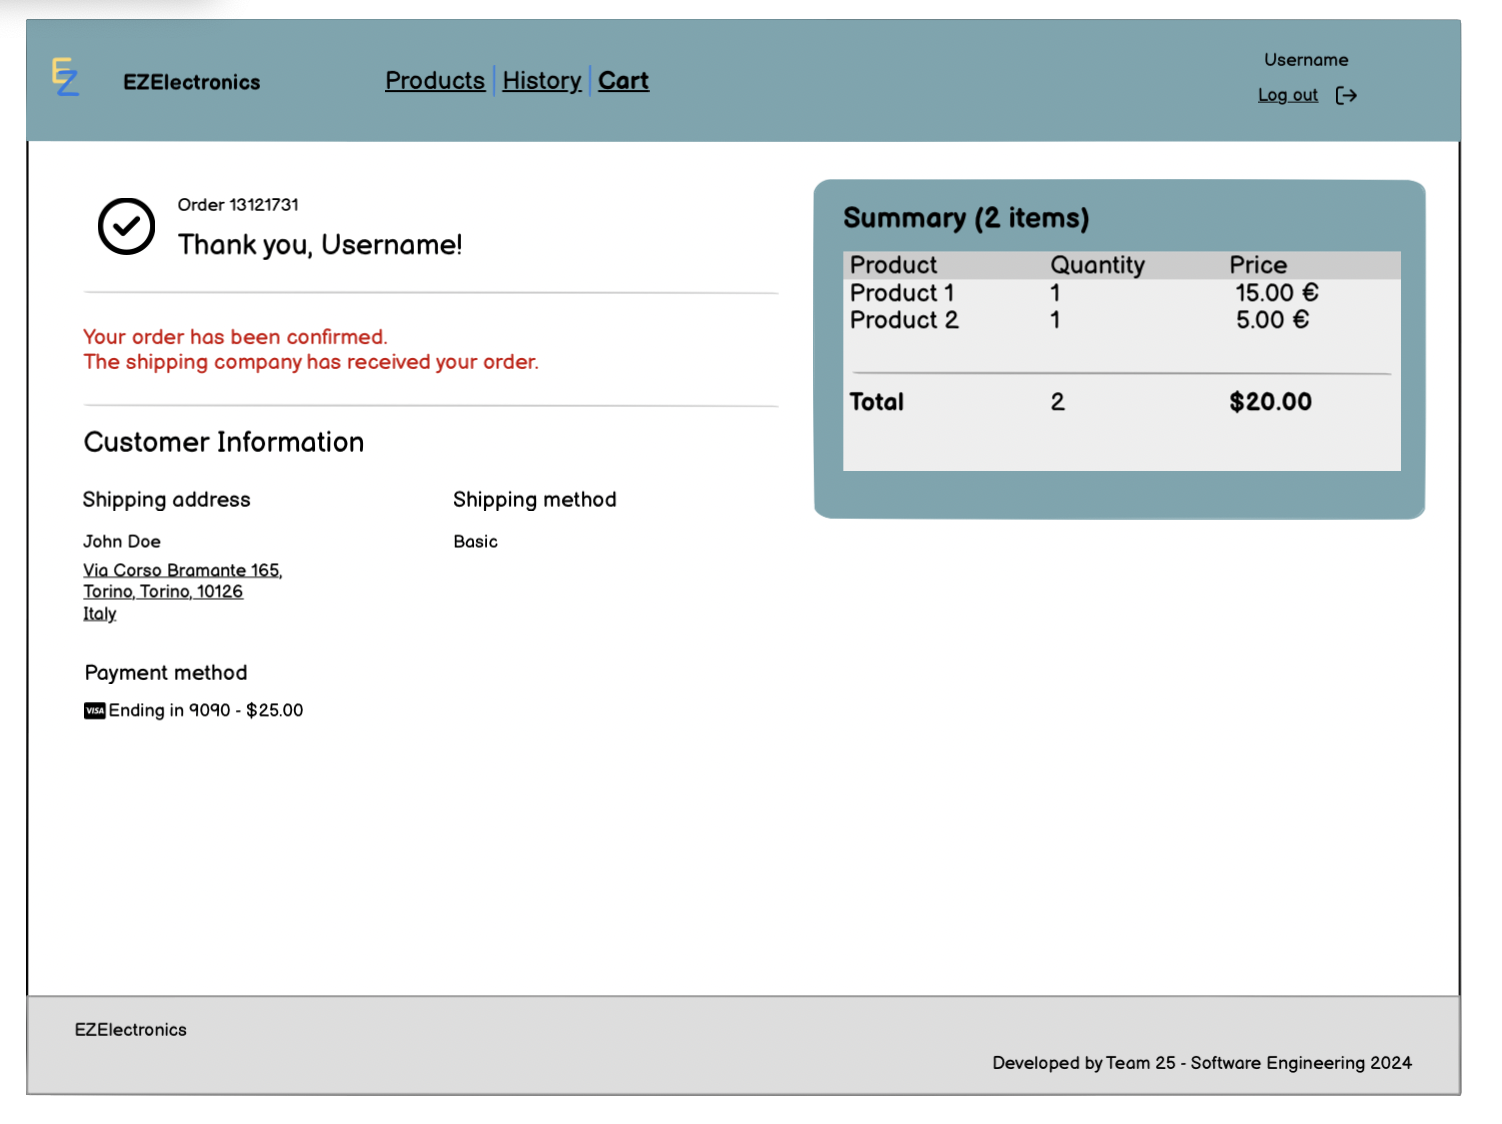 EZ
EZElectronics
Products | History | Cart
Username
Log out
Order 13121731
Thank you, Username!
Your order has been confirmed.
The shipping company has received your order.
Customer Information
Shipping address
John Doe
Via Corso Bramante 165,
Torino, Torino, 10126
Italy
Shipping method
Basic
Payment method
VISA Ending in 9090 - $25.00
Summary (2 items)
Product Quantity Price
Product 1 1 15.00 €
Product 2 1 5.00 €
Total 2 $20.00
EZElectronics
Developed by Team 25 - Software Engineering 2024